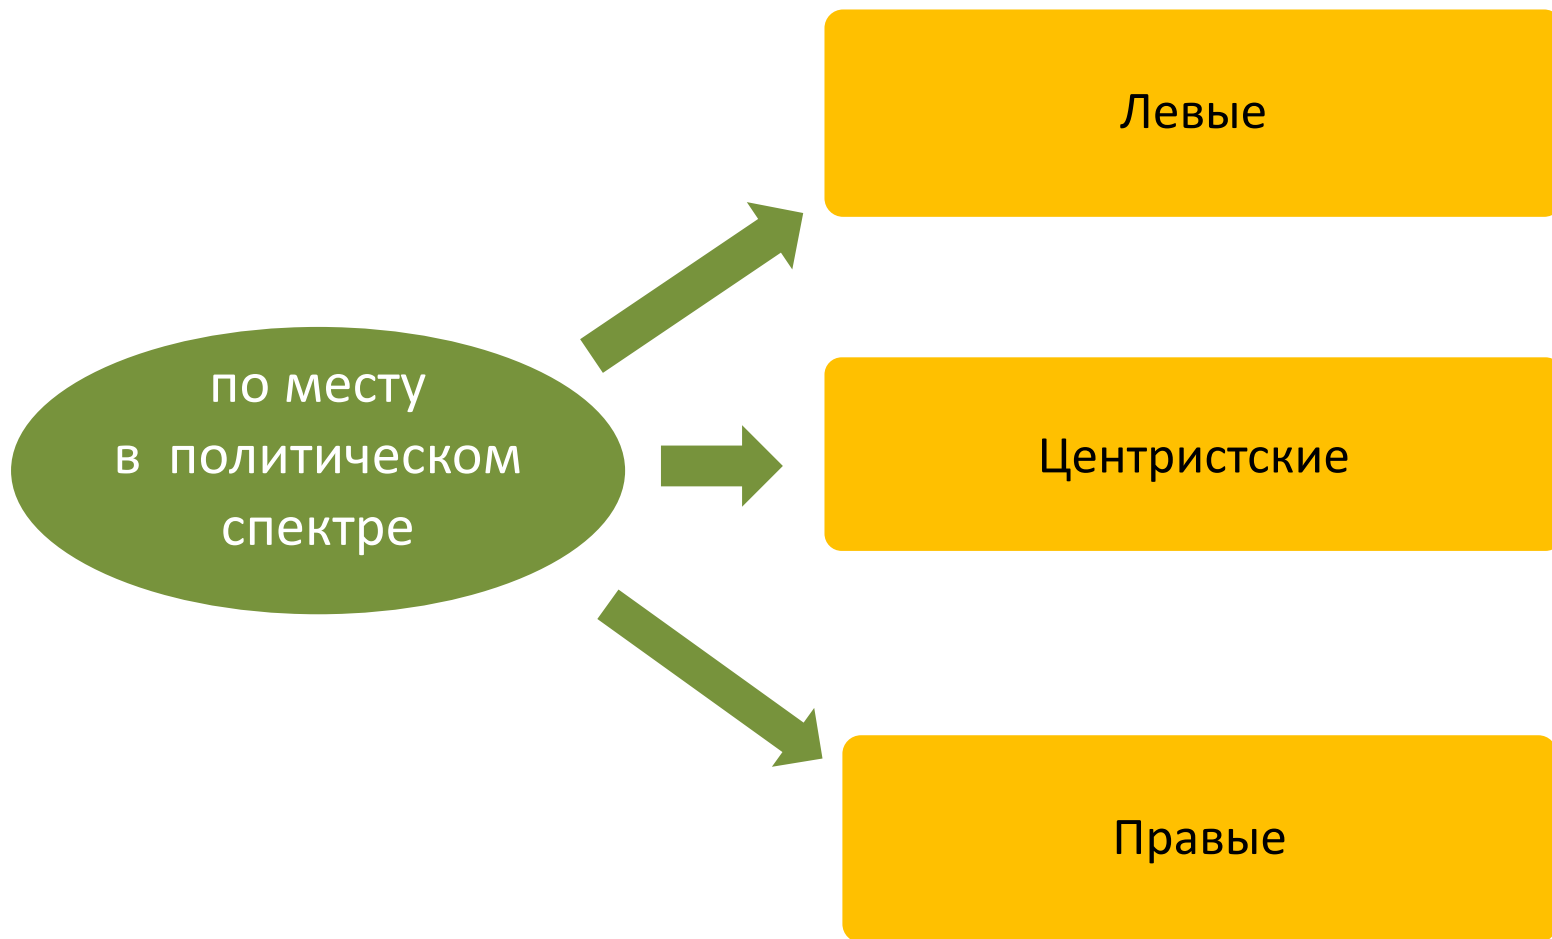 Левые
по месту
в политическом
спектре
Центристские
Правые